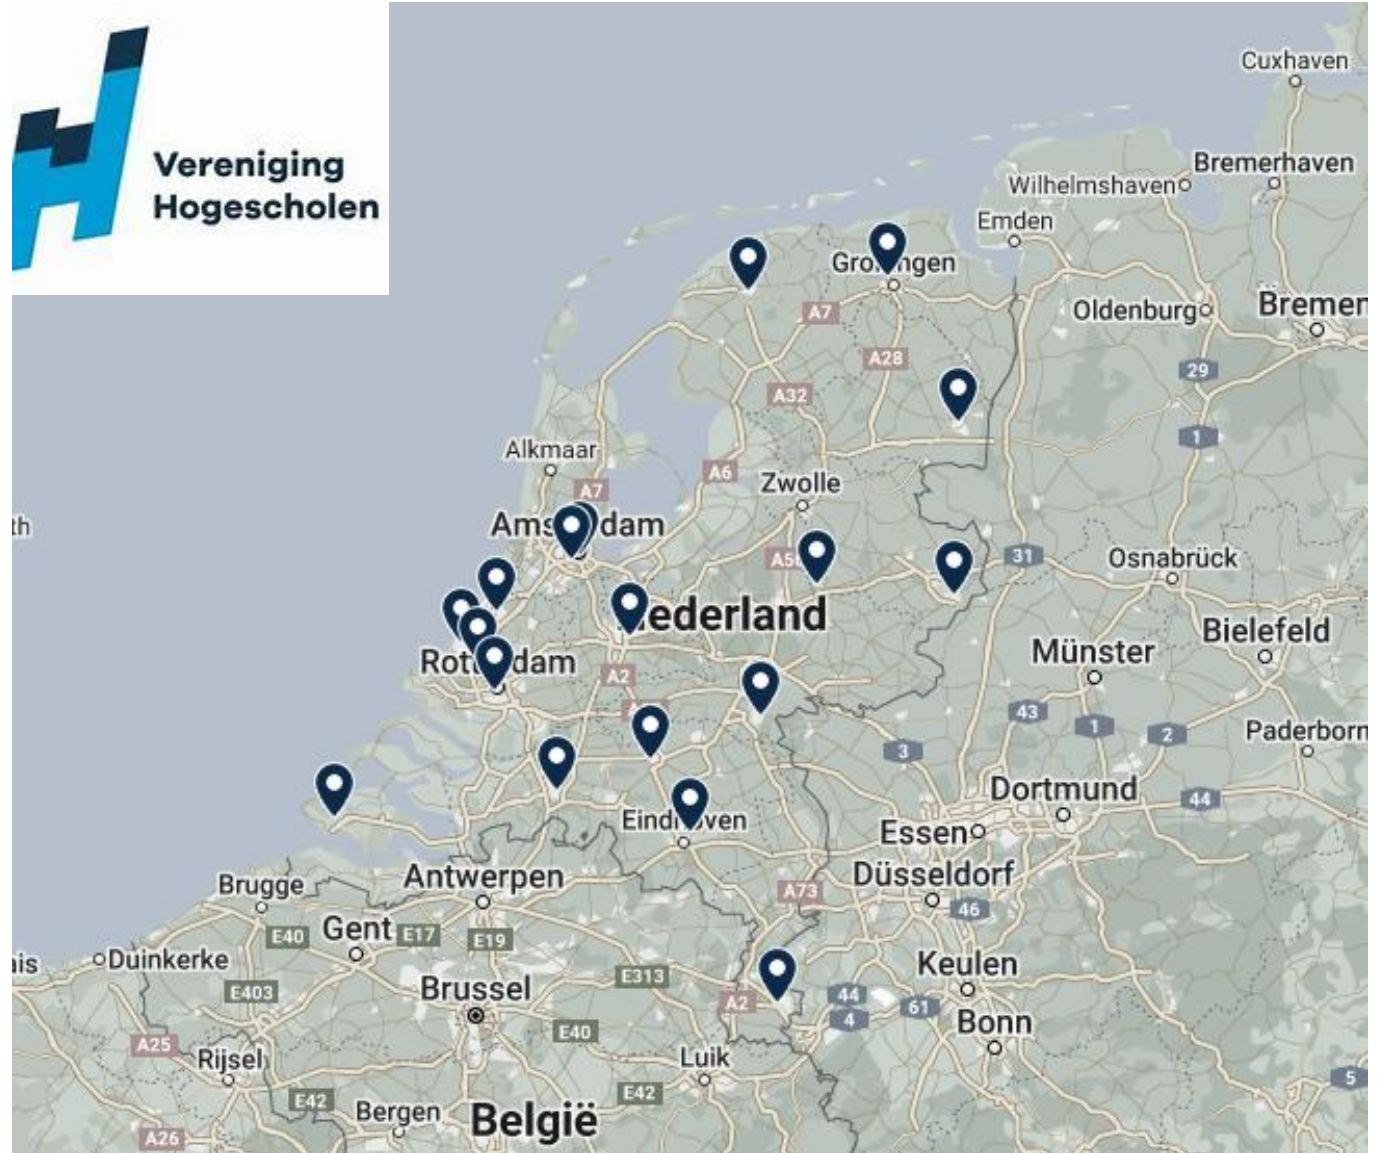 Vereniging
Hogescholen
Cuxhaven
Bremerhaven
Wilhelmshaven
Emden
Oldenburg
Bremen
A7
A28
29
A32
1
Alkmaar
A6
A7
Zwolle
31
Osnabrück
Nederland
Bielefeld
Münster
A2
43
1
2
Paderborn
3
Dortmund
44
Eindhoven
Essen
Brugge
Antwerpen
A73
Düsseldorf
46
Gent
E17
E40
E19
Duinkerke
E313
Keulen
Brussel
E403
A2
44
61
4
Bonn
E40
A25
Rijsel
Luik
5
E42
E42
Bergen
België
A26